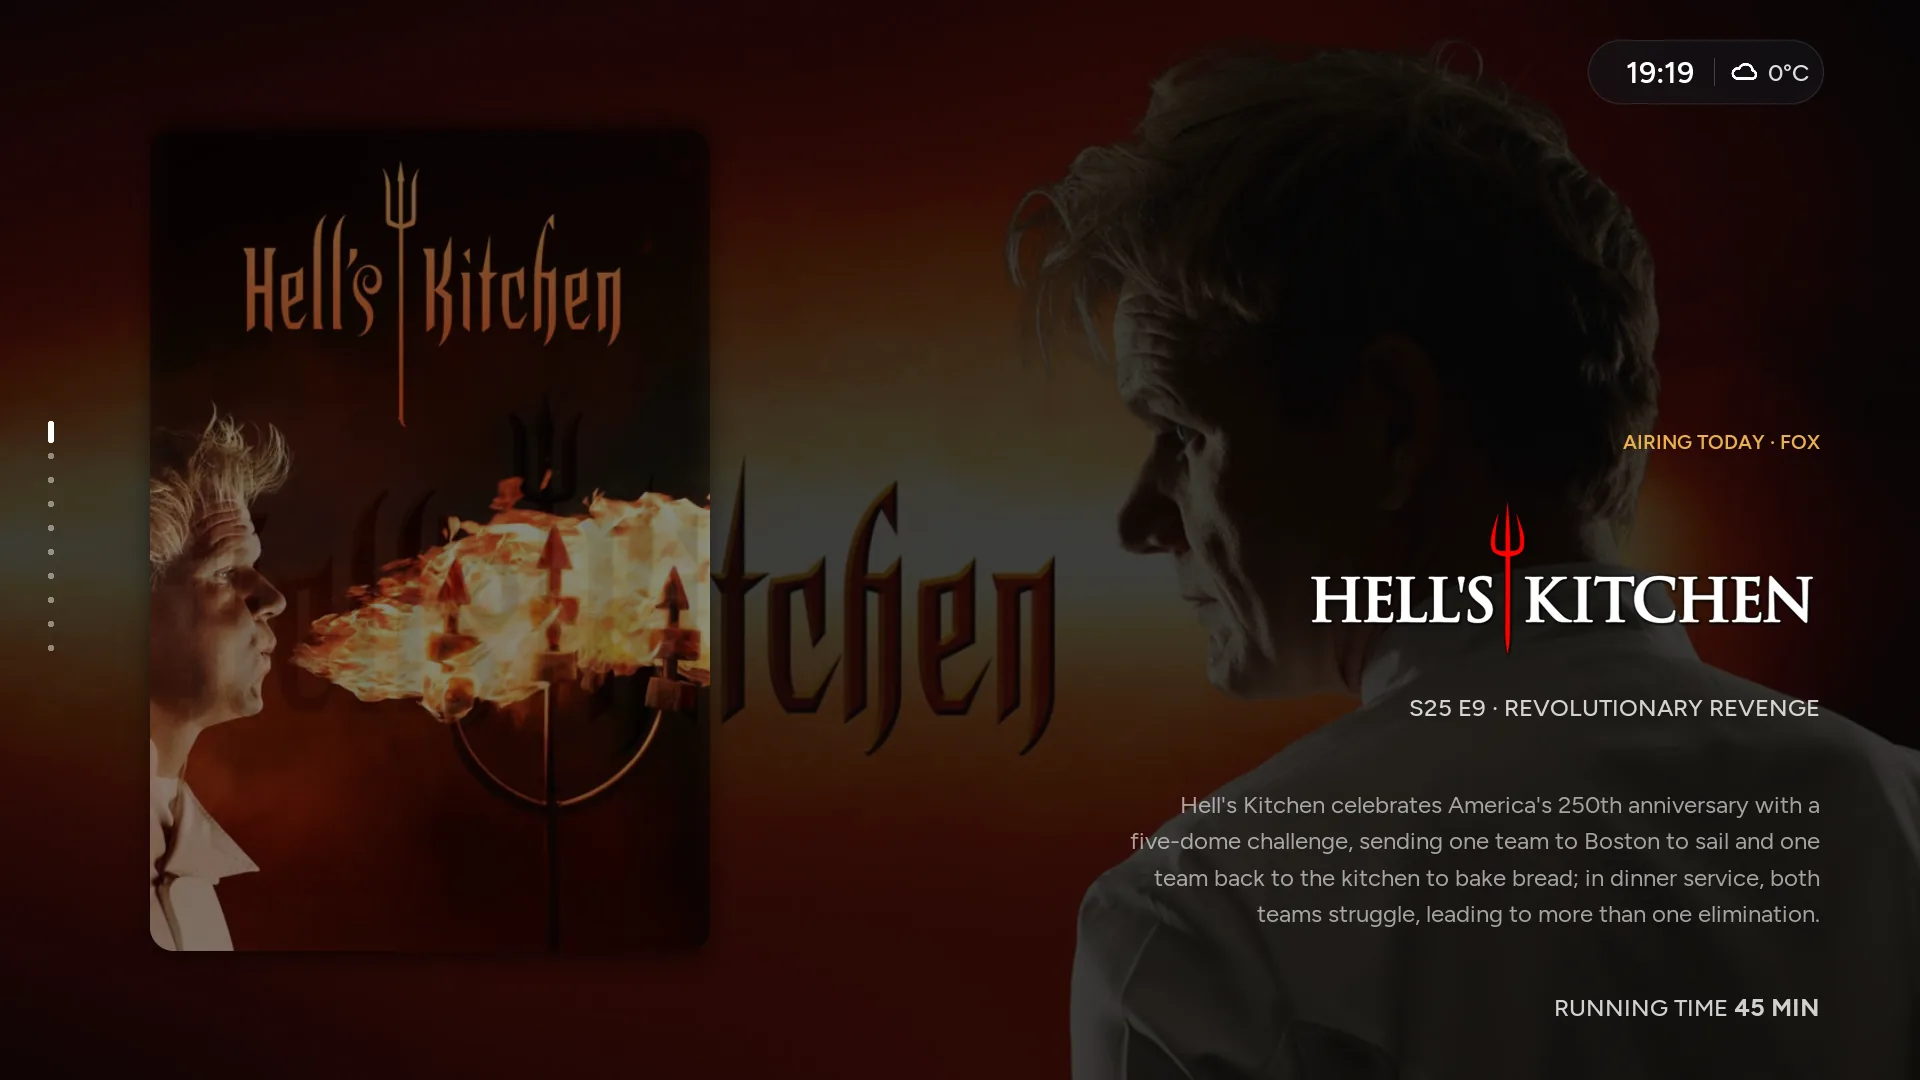 19:19
0°C
Hell's Kitchen
tchen
AIRING TODAY · FOX
HELL'S KITCHEN
S25 E9 · REVOLUTIONARY REVENGE
Hell's Kitchen celebrates America's 250th anniversary with a
five-dome challenge, sending one team to Boston to sail and one
team back to the kitchen to bake bread; in dinner service, both
teams struggle, leading to more than one elimination.
RUNNING TIME 45 MIN